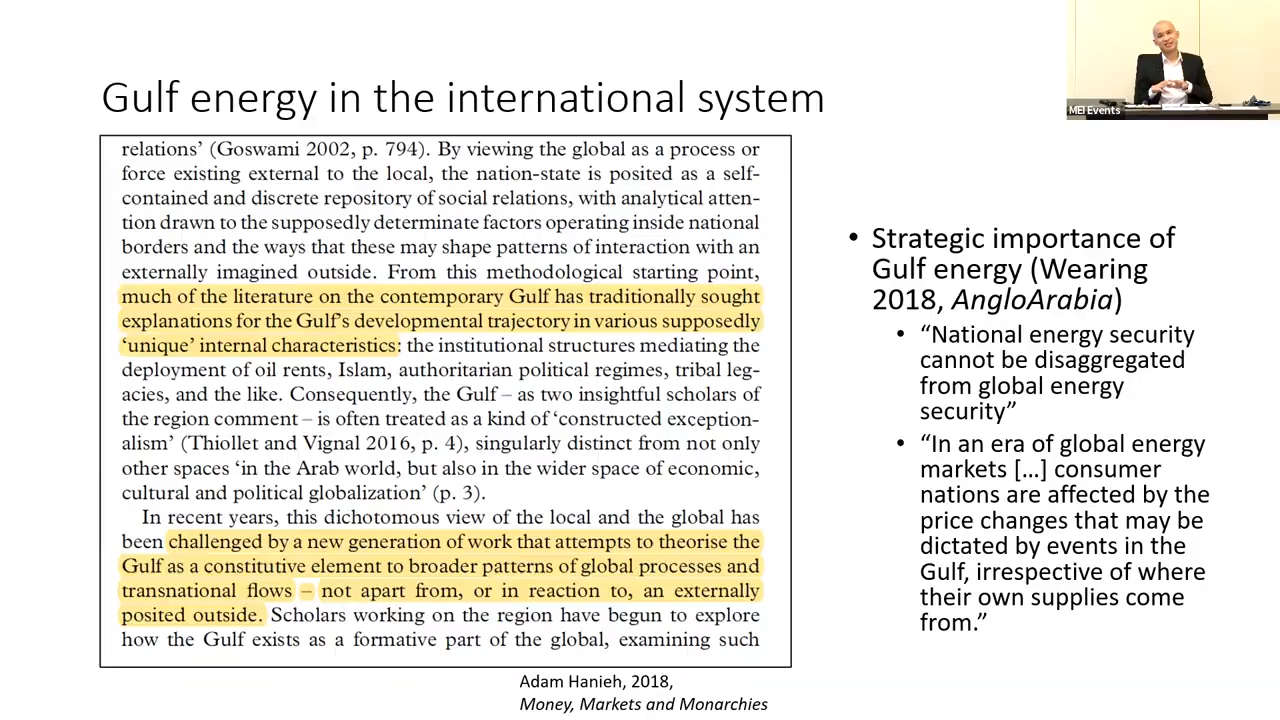 MEI Events
Gulf energy in the international system
relations’ (Goswami 2002, p. 794). By viewing the global as a process or
force existing external to the local, the nation-state is posited as a self-
contained and discrete repository of social relations, with analytical atten-
tion drawn to the supposedly determinate factors operating inside national
borders and the ways that these may shape patterns of interaction with an
externally imagined outside. From this methodological starting point,
much of the literature on the contemporary Gulf has traditionally sought
explanations for the Gulf’s developmental trajectory in various supposedly
‘unique’ internal characteristics: the institutional structures mediating the
deployment of oil rents, Islam, authoritarian political regimes, tribal leg-
acies, and the like. Consequently, the Gulf – as two insightful scholars of
the region comment – is often treated as a kind of ‘constructed exception-
alism’ (Thiollet and Vignal 2016, p. 4), singularly distinct from not only
other spaces ‘in the Arab world, but also in the wider space of economic,
cultural and political globalization’ (p. 3).
In recent years, this dichotomous view of the local and the global has
been challenged by a new generation of work that attempts to theorise the
Gulf as a constitutive element to broader patterns of global processes and
transnational flows – not apart from, or in reaction to, an externally
posited outside. Scholars working on the region have begun to explore
how the Gulf exists as a formative part of the global, examining such
Adam Hanieh, 2018,
Money, Markets and Monarchies
• Strategic importance of
Gulf energy (Wearing
2018, AngloArabia)
• “National energy security
cannot be disaggregated
from global energy
security”
• “In an era of global energy
markets […] consumer
nations are affected by the
price changes that may be
dictated by events in the
Gulf, irrespective of where
their own supplies come
from.”